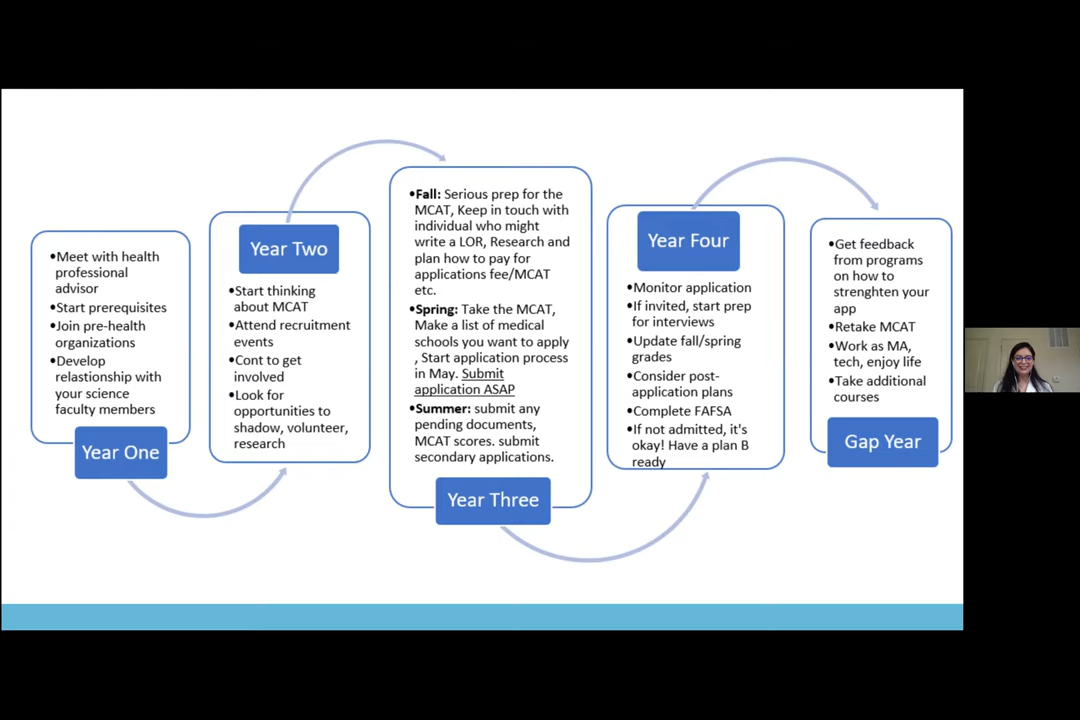 •Meet with health
professional
advisor
•Start prerequisites
•Join pre-health
organizations
•Develop
relationship with
your science
faculty members
Year One
Year Two
•Start thinking
about MCAT
•Attend recruitment
events
•Cont to get
involved
•Look for
opportunities to
shadow, volunteer,
research
•Fall: Serious prep for the
MCAT, Keep in touch with
individual who might
write a LOR, Research and
plan how to pay for
applications fee/MCAT
etc.
•Spring: Take the MCAT,
Make a list of medical
schools you want to apply
, Start application process
in May. Submit
application ASAP
•Summer: submit any
pending documents,
MCAT scores. submit
secondary applications.
Year Three
Year Four
•Monitor application
•If invited, start prep
for interviews
•Update fall/spring
grades
•Consider post-
application plans
•Complete FAFSA
•If not admitted, it's
okay! Have a plan B
ready
•Get feedback
from programs
on how to
strenghten your
app
•Retake MCAT
•Work as MA,
tech, enjoy life
•Take additional
courses
Gap Year